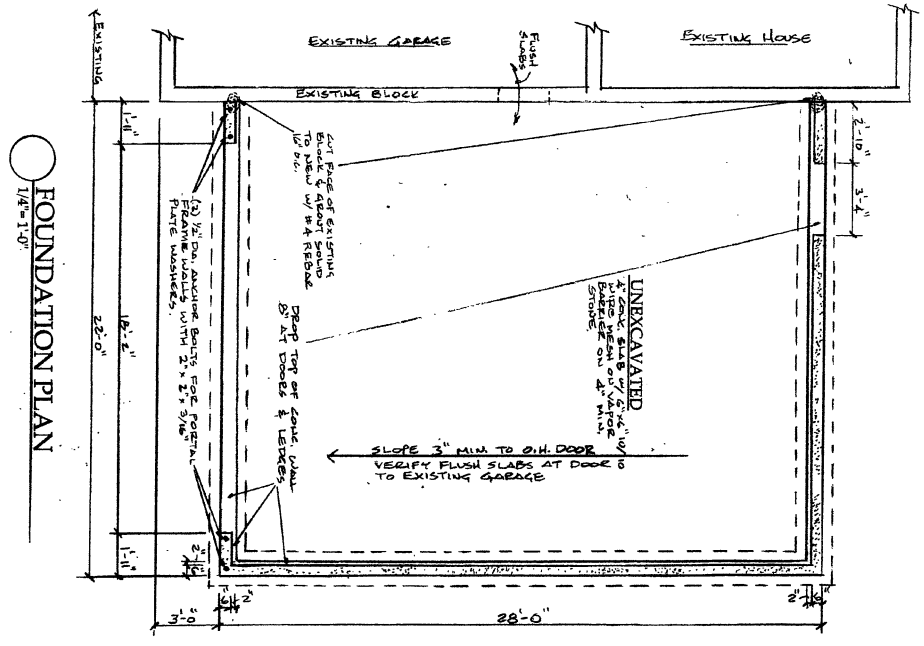 EXISTING GARAGE
EXISTING HOUSE
FLUSH
SLABS
EXISTING BLOCK
EXISTING
1'-11"
18'-2"
1'-11"
22'-0"
2'-10"
3'-4"
CUT FACE OF EXISTING
BLOCK & GROUT SOLID
TO NEW W/ #4 REBAR
16" O.C.
UNEXCAVATED
4" CONC. SLAB W/ 6"x6" 10/10
WIRE MESH ON VAPOR
BARRIER ON 4" MIN.
STONE.
(2) 1/2" DIA. ANCHOR BOLTS FOR PORTAL
FRAME WALLS WITH 2" x 2" x 3/16"
PLATE WASHERS.
DROP TOP OF CONC. WALL
8" AT DOORS & LEDGES
SLOPE 3" MIN. TO O.H. DOOR
VERIFY FLUSH SLABS AT DOOR
TO EXISTING GARAGE
2" 6"
6" 2"
2" 6"
3'-0"
28'-0"
FOUNDATION PLAN
1/4"= 1'-0"